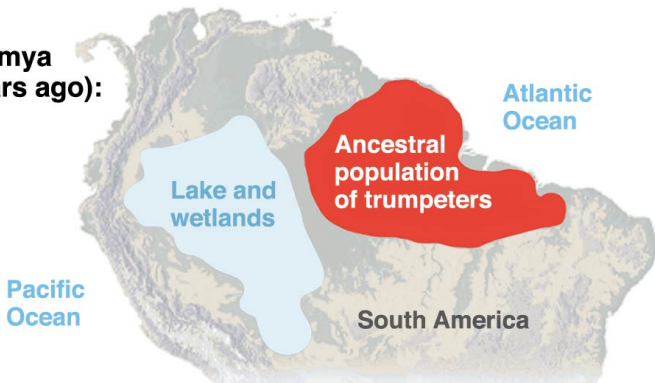 mya
rs ago):
Atlantic
Ocean
Ancestral
population
of trumpeters
Lake and
wetlands
Pacific
Ocean
South America